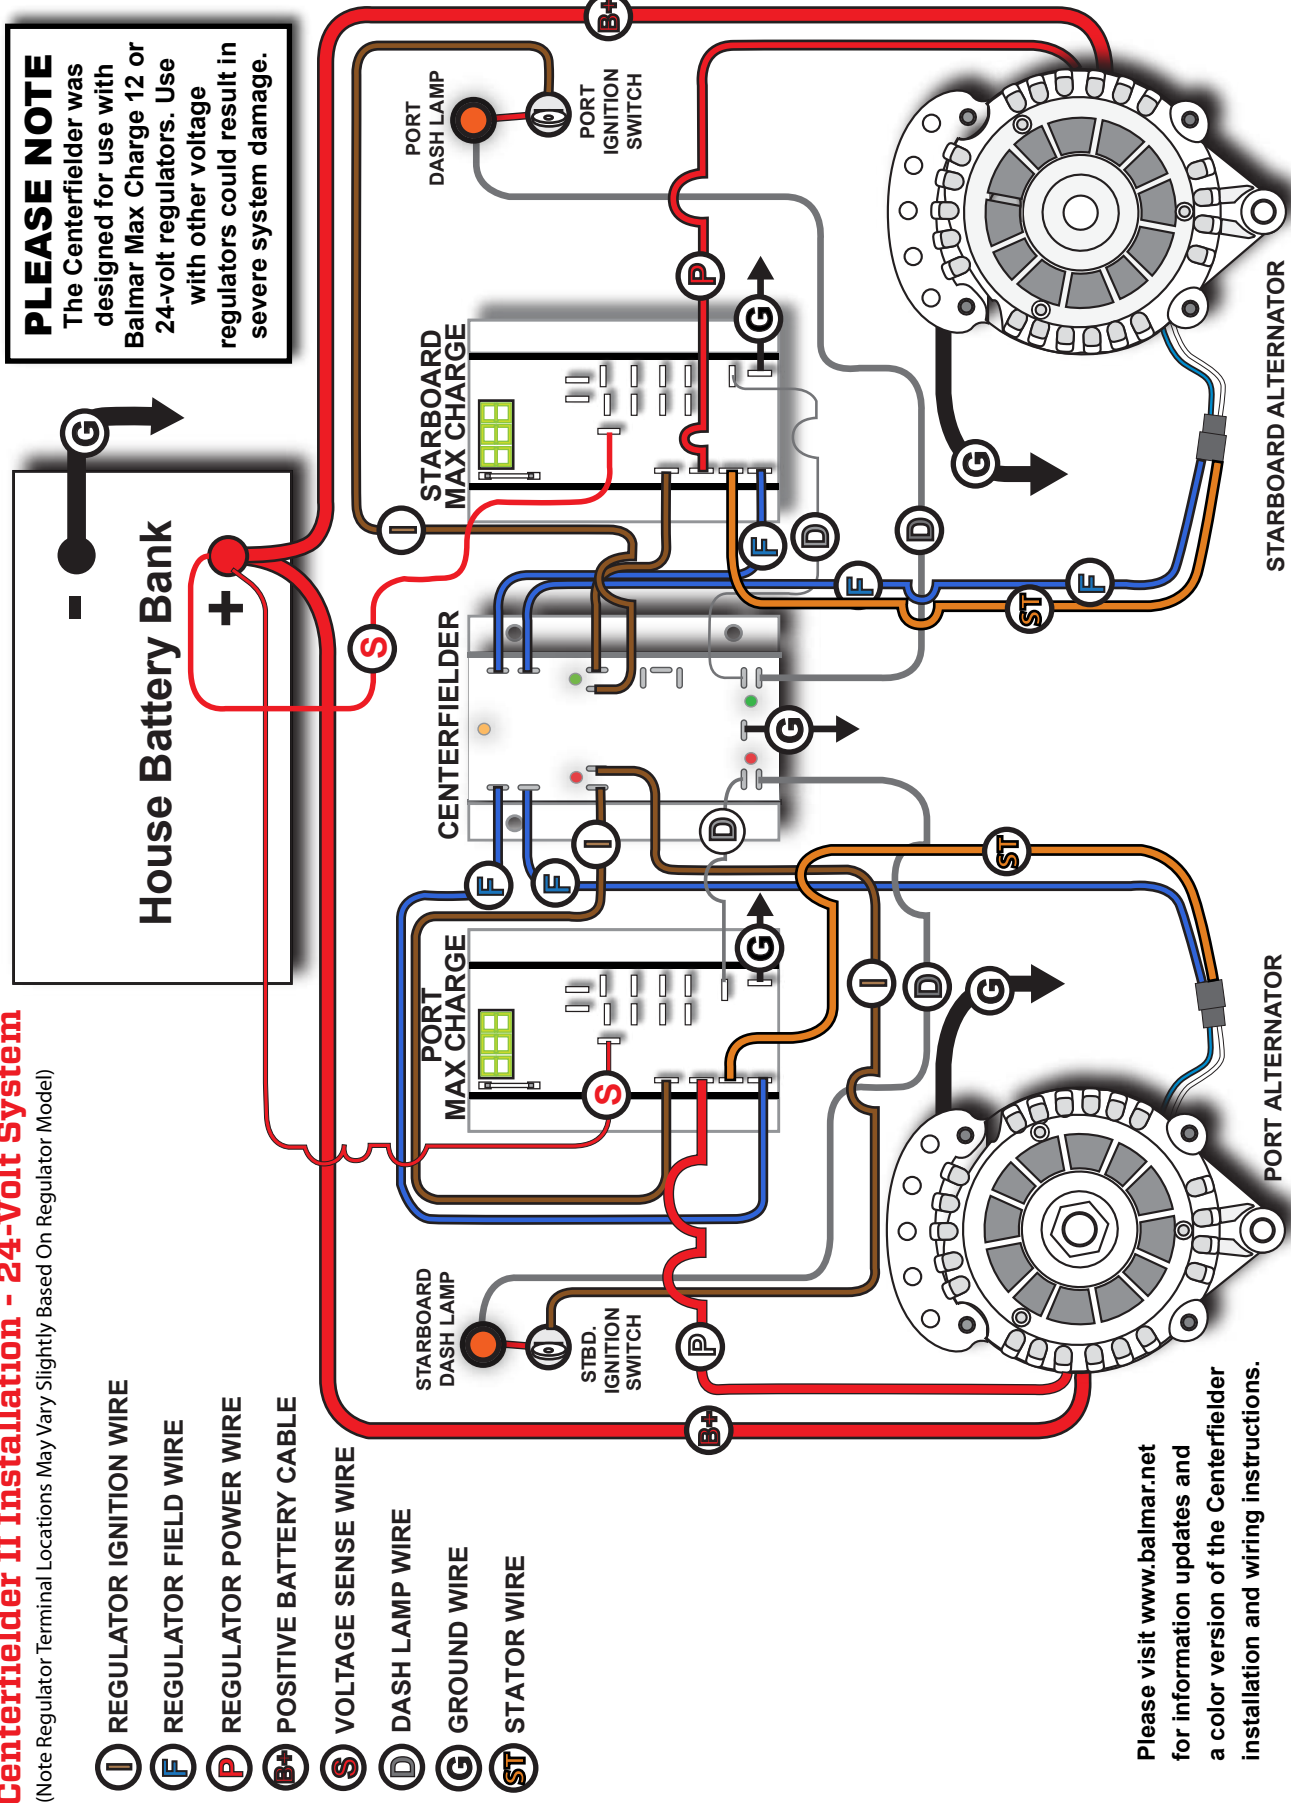 Centerfielder II Installation - 24-Volt System
(Note Regulator Terminal Locations May Vary Slightly Based On Regulator Model)
I REGULATOR IGNITION WIRE
F REGULATOR FIELD WIRE
P REGULATOR POWER WIRE
B+ POSITIVE BATTERY CABLE
S VOLTAGE SENSE WIRE
D DASH LAMP WIRE
G GROUND WIRE
ST STATOR WIRE
House Battery Bank
-
+
G
PLEASE NOTE
The Centerfielder was
designed for use with
Balmar Max Charge 12 or
24-volt regulators. Use
with other voltage
regulators could result in
severe system damage.
STARBOARD
DASH LAMP
STBD.
IGNITION
SWITCH
PORT
MAX CHARGE
CENTERFIELDER
STARBOARD
MAX CHARGE
PORT
DASH LAMP
PORT
IGNITION
SWITCH
S
I
B+
F
F
I
S
D
G
G
F
D
G
P
P
B+
I
D
ST
F
D
ST
F
G
G
PORT ALTERNATOR
STARBOARD ALTERNATOR
Please visit www.balmar.net
for information updates and
a color version of the Centerfielder
installation and wiring instructions.